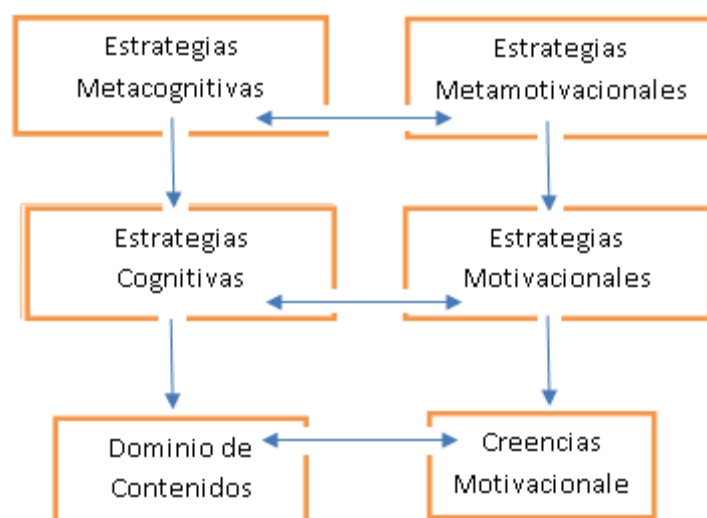 Estrategias
Metacognitivas
Estrategias
Metamotivacionales
Estrategias
Cognitivas
Estrategias
Motivacionales
Dominio de
Contenidos
Creencias
Motivacionale